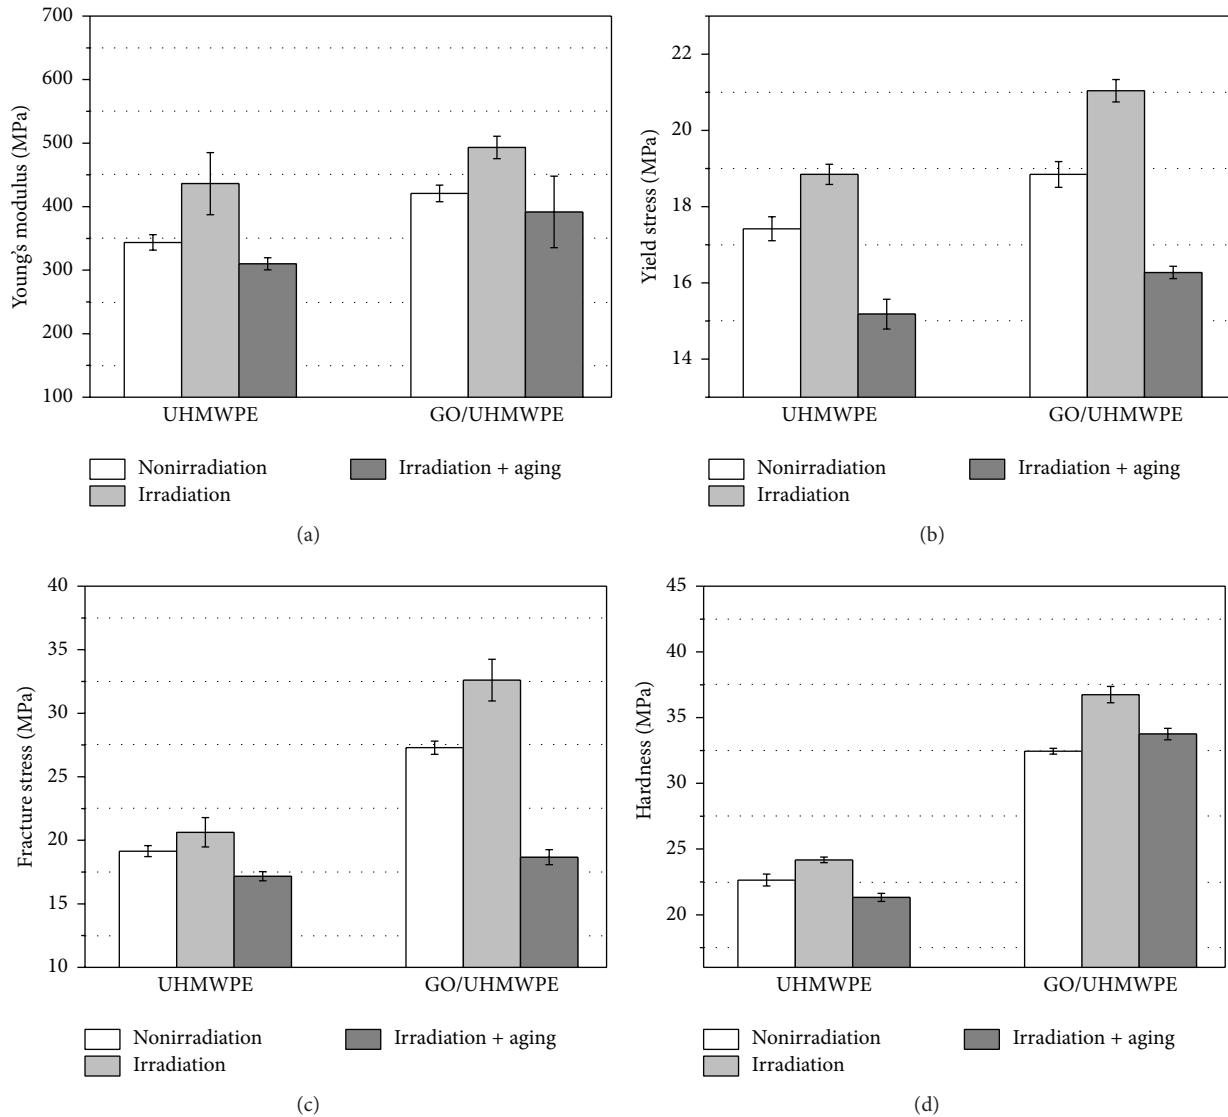 700
600
500
400
300
200
100
Young's modulus (MPa)
UHMWPE
GO/UHMWPE
Nonirradiation
Irradiation
Irradiation + aging
(a)
22
20
18
16
14
Yield stress (MPa)
UHMWPE
GO/UHMWPE
Nonirradiation
Irradiation
Irradiation + aging
(b)
40
35
30
25
20
15
10
Fracture stress (MPa)
UHMWPE
GO/UHMWPE
Nonirradiation
Irradiation
Irradiation + aging
(c)
45
40
35
30
25
20
Hardness (MPa)
UHMWPE
GO/UHMWPE
Nonirradiation
Irradiation
Irradiation + aging
(d)